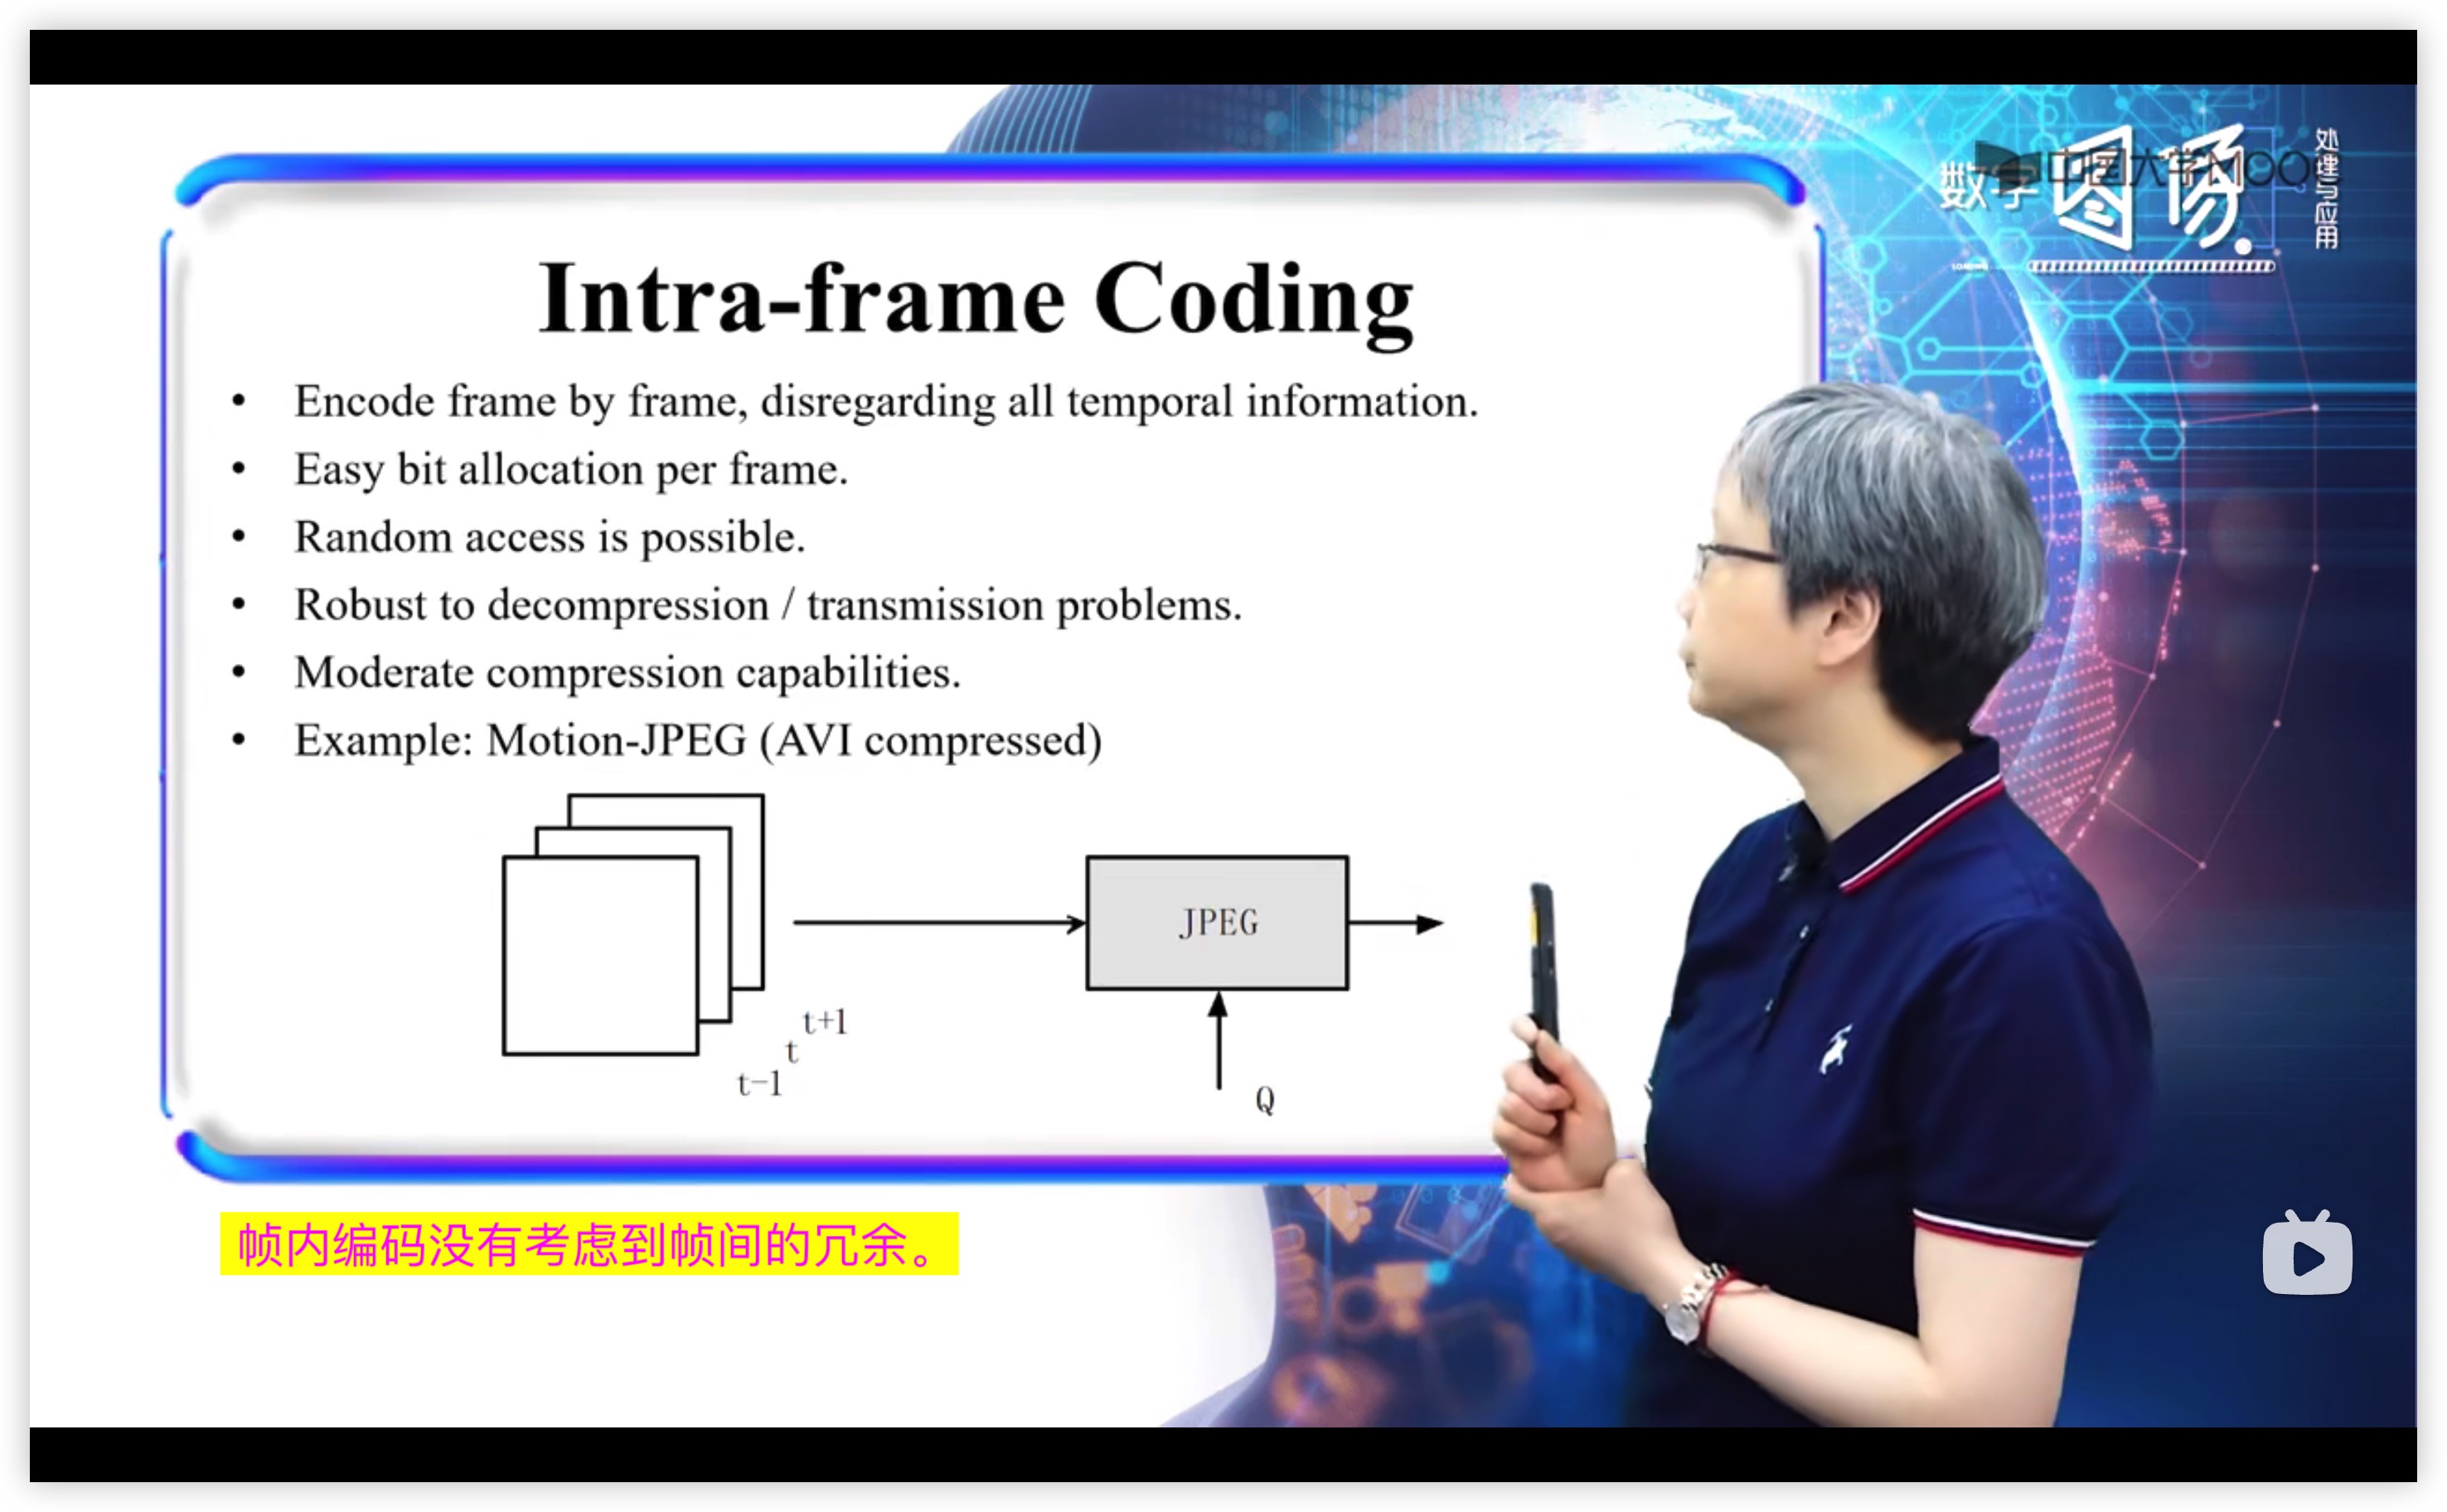 数字图像
处理与应用
中国大学MOOC
Intra-frame Coding
• Encode frame by frame, disregarding all temporal information.
• Easy bit allocation per frame.
• Random access is possible.
• Robust to decompression / transmission problems.
• Moderate compression capabilities.
• Example: Motion-JPEG (AVI compressed)
JPEG
t+1
t
t-1
Q
帧内编码没有考虑到帧间的冗余。